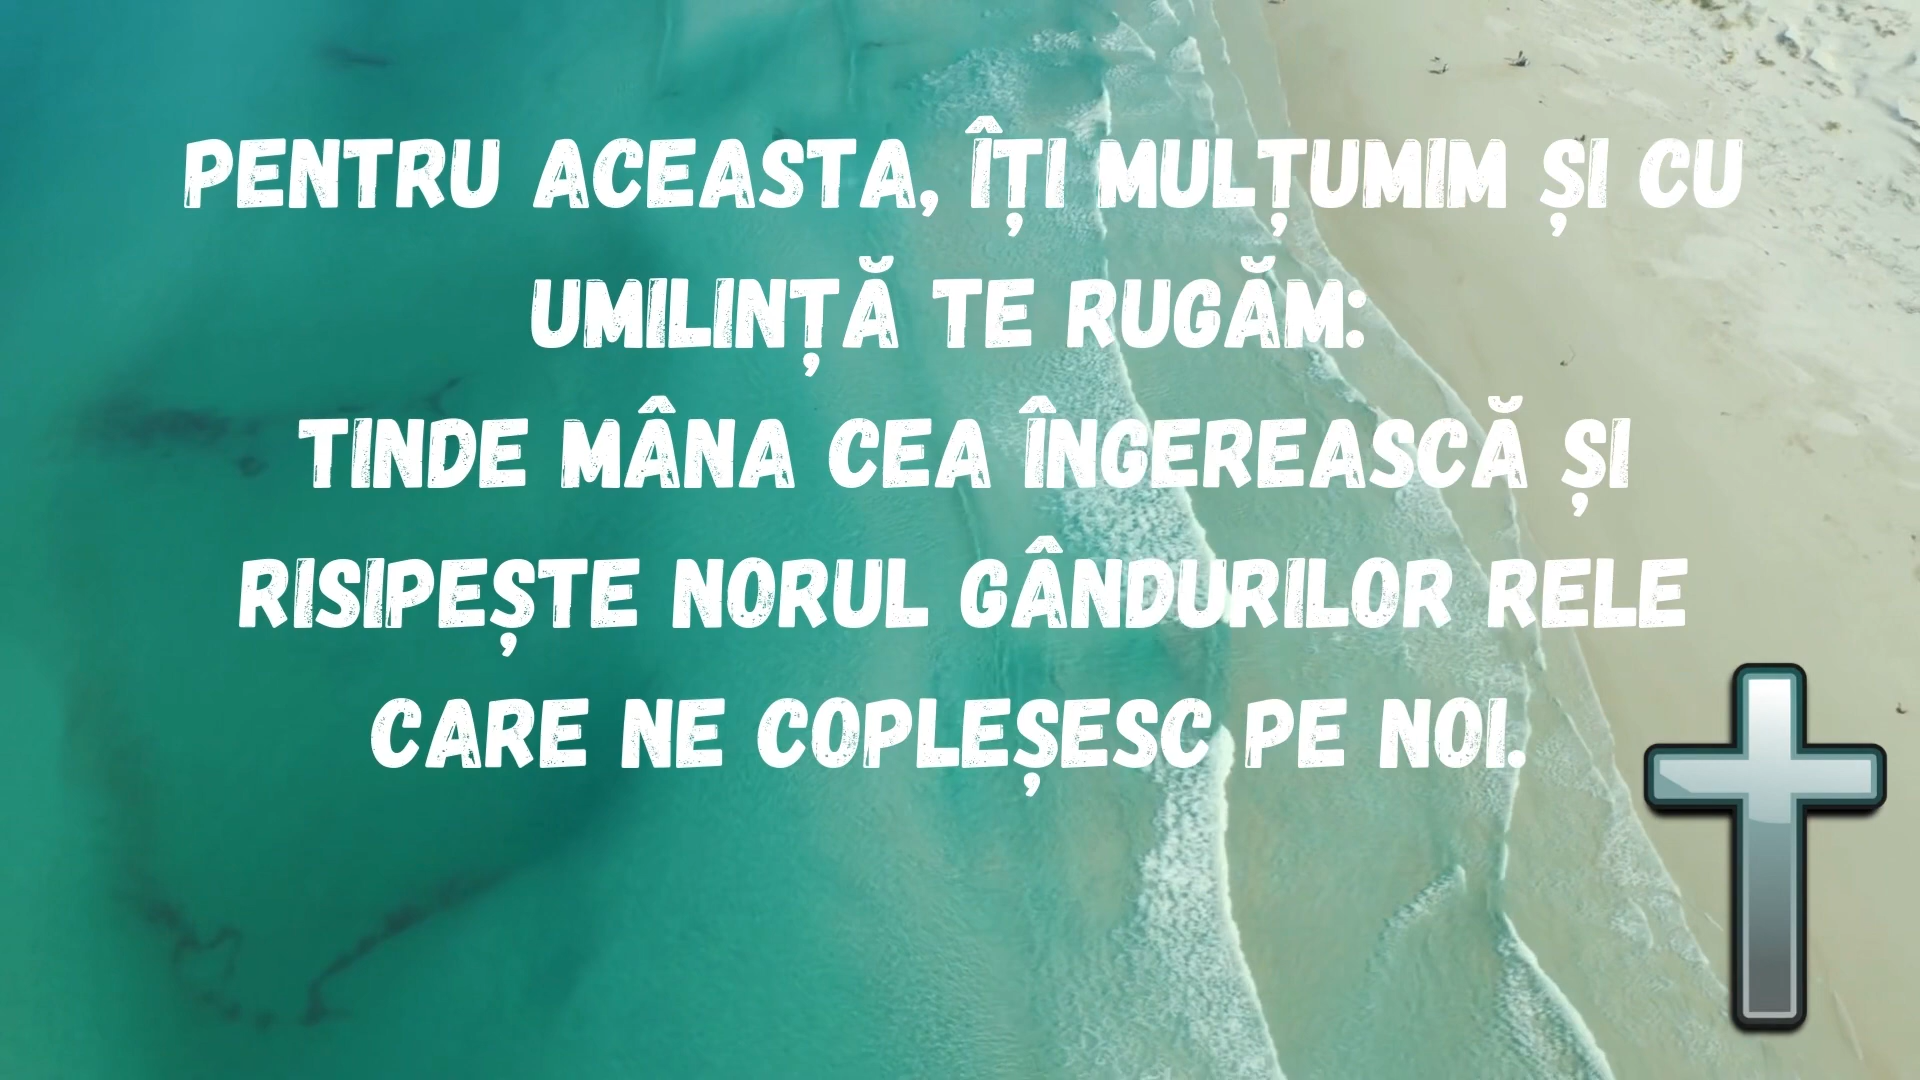 PENTRU ACEASTA, ÎȚI MULȚUMIM ȘI CU
UMILINȚĂ TE RUGĂM:
TINDE MÂNA CEA ÎNGEREASCĂ ȘI
RISIPEȘTE NORUL GÂNDURILOR RELE
CARE NE COPLEȘESC PE NOI.